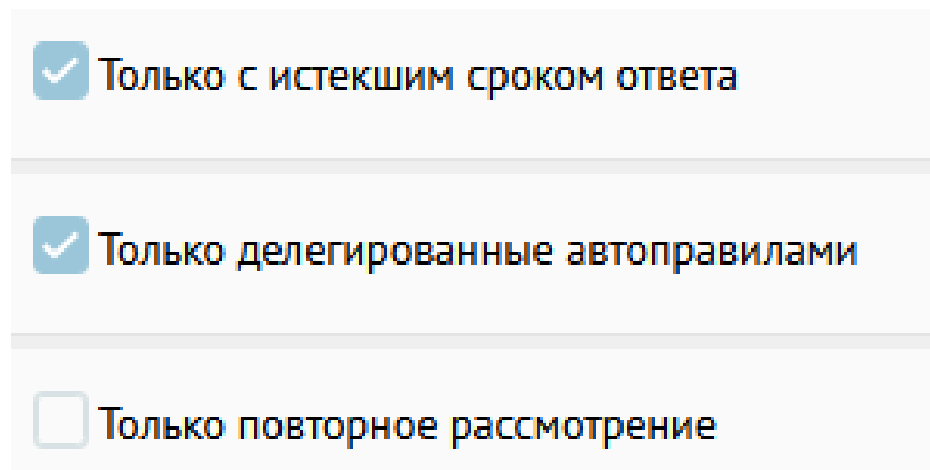 Только с истекшим сроком ответа
Только делегированные автоправилами
Только повторное рассмотрение